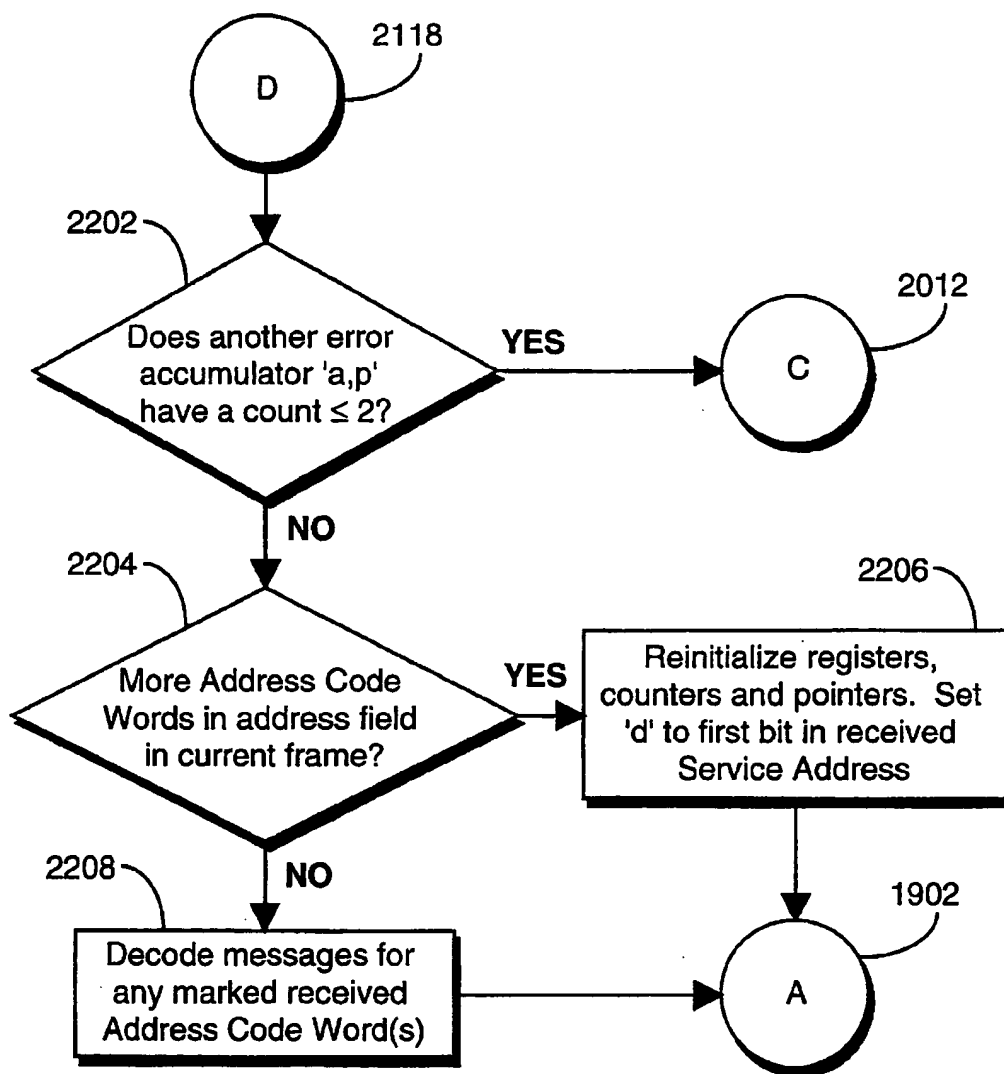 2118
D
2202
Does another error
accumulator 'a,p'
have a count ≤ 2?
YES
2012
C
NO
2204
More Address Code
Words in address field
in current frame?
YES
2206
Reinitialize registers,
counters and pointers. Set
'd' to first bit in received
Service Address
NO
2208
Decode messages for
any marked received
Address Code Word(s)
1902
A